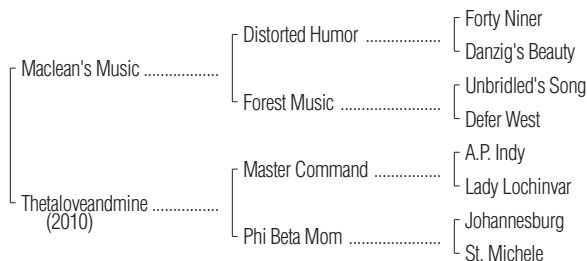 Forty Niner
Distorted Humor ..................
Danzig's Beauty
Maclean's Music ..................
Unbridled's Song
Forest Music ..................
Defer West
A.P. Indy
Master Command ..................
Lady Lochinvar
Thetaloveandmine ................
(2010)
Johannesburg
Phi Beta Mom ......................
St. Michele